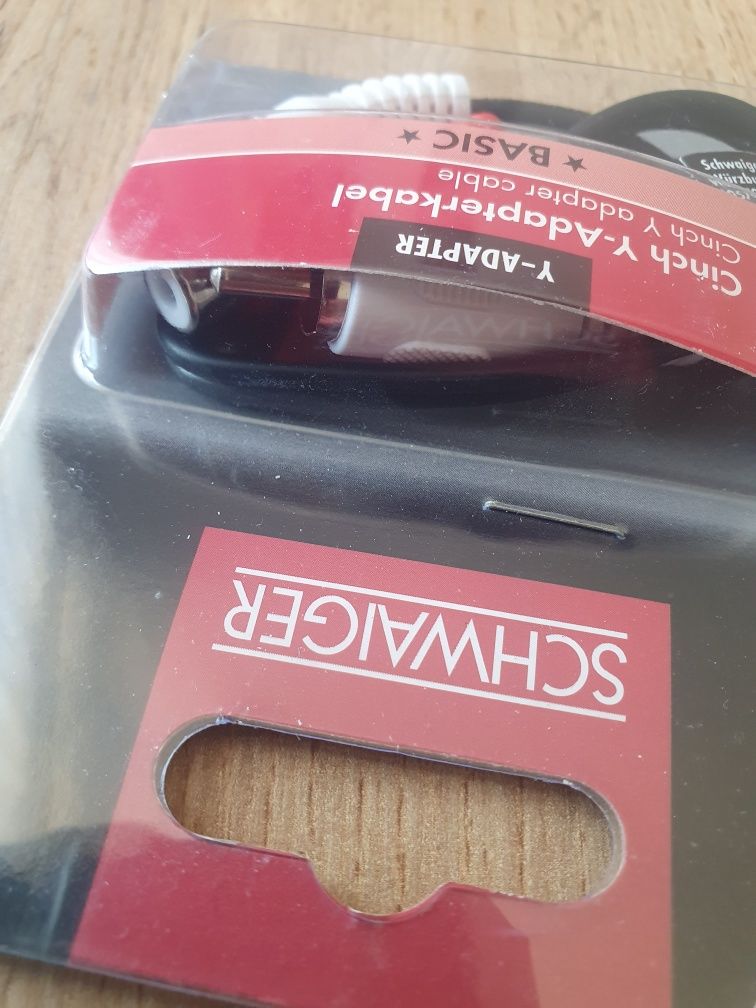 SCHWAIGER
Y-ADAPTER
Cinch Y-Adapterkabel
Cinch Y adapter cable
★ BASIC ★